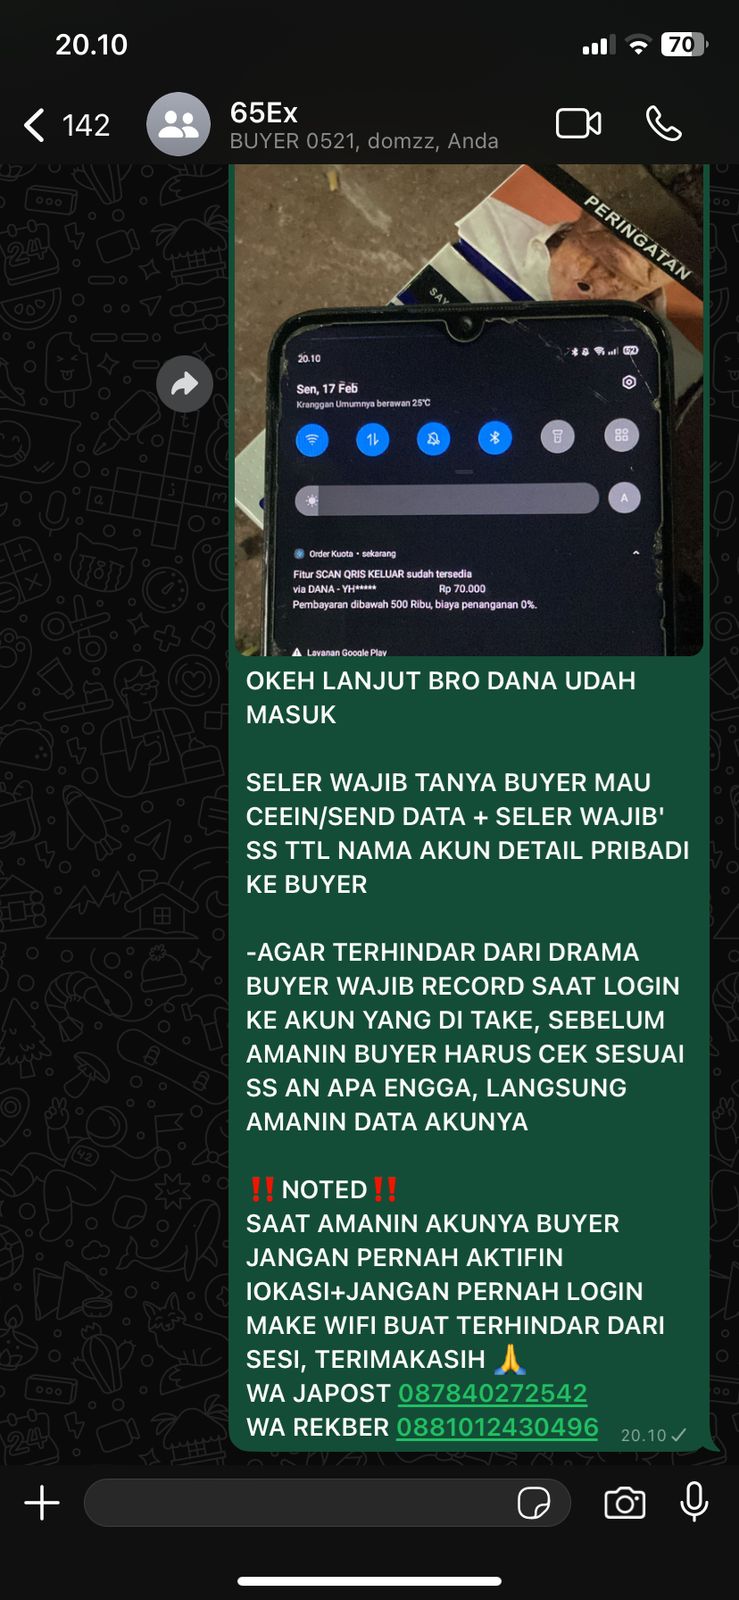 20.10
70
142
65Ex
BUYER 0521, domzz, Anda
PERINGATAN
SAY
20.10
Sen, 17 Feb
Kranggan Umumnya berawan 25°C
A
Order Kuota • sekarang
Fitur SCAN QRIS KELUAR sudah tersedia
via DANA - YH***** Rp 70.000
Pembayaran dibawah 500 Ribu, biaya penanganan 0%.
Layanan Google Play
OKEH LANJUT BRO DANA UDAH
MASUK
SELER WAJIB TANYA BUYER MAU
CEEIN/SEND DATA + SELER WAJIB'
SS TTL NAMA AKUN DETAIL PRIBADI
KE BUYER
-AGAR TERHINDAR DARI DRAMA
BUYER WAJIB RECORD SAAT LOGIN
KE AKUN YANG DI TAKE, SEBELUM
AMANIN BUYER HARUS CEK SESUAI
SS AN APA ENGGA, LANGSUNG
AMANIN DATA AKUNYA
‼️NOTED‼️
SAAT AMANIN AKUNYA BUYER
JANGAN PERNAH AKTIFIN
lOKASI+JANGAN PERNAH LOGIN
MAKE WIFI BUAT TERHINDAR DARI
SESI, TERIMAKASIH 🙏
WA JAPOST 087840272542
WA REKBER 0881012430496
20.10